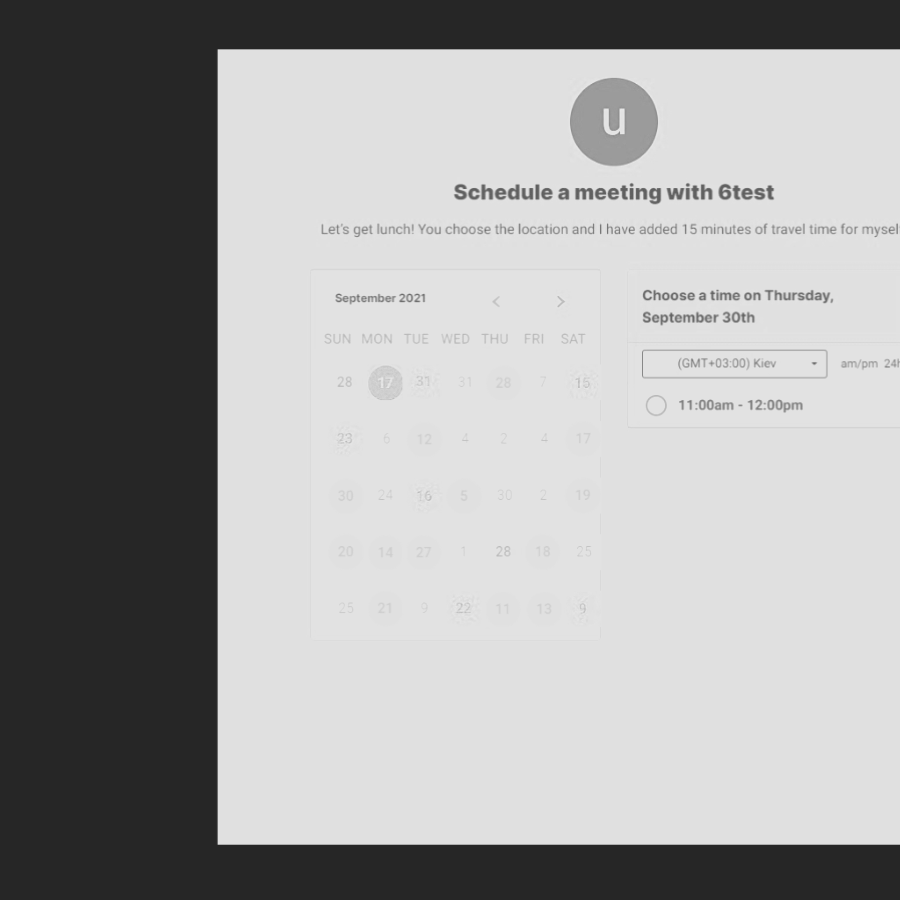 u
Schedule a meeting with 6test
Let's get lunch! You choose the location and I have added 15 minutes of travel time for mysel
September 2021
SUN MON TUE WED THU FRI SAT
28 17 31 31 28 7 15
23 6 12 4 2 4 17
30 24 16 5 30 2 19
20 14 27 1 28 18 25
25 21 9 22 11 13 9
Choose a time on Thursday,
September 30th
(GMT+03:00) Kiev am/pm 24h
11:00am - 12:00pm